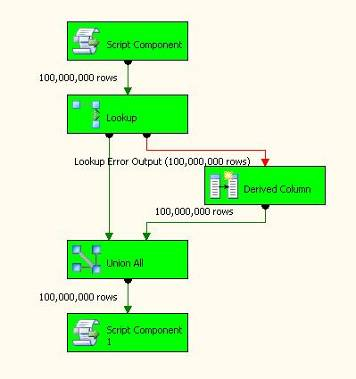 Script Component
100,000,000 rows
Lookup
Lookup Error Output (100,000,000 rows)
Derived Column
100,000,000 rows
Union All
100,000,000 rows
Script Component
1